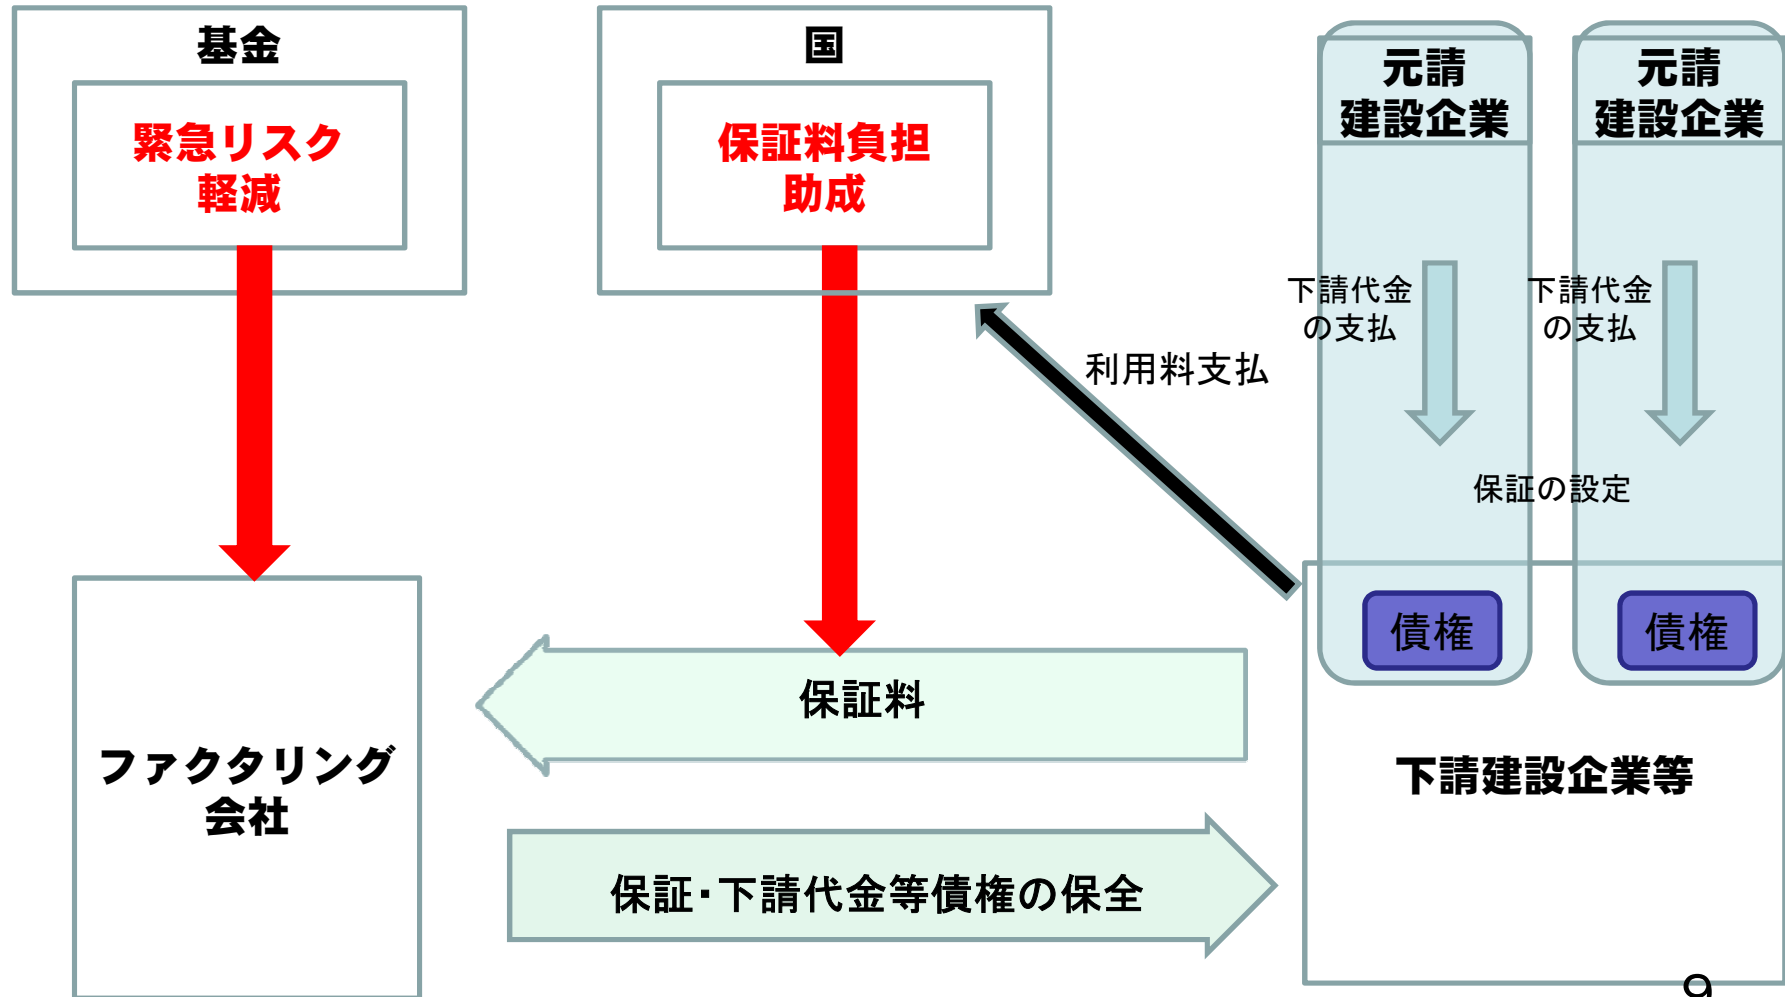 基金
緊急リスク
軽減
国
保証料負担
助成
元請
建設企業
元請
建設企業
下請代金
の支払
下請代金
の支払
利用料支払
保証の設定
債権
債権
保証料
ファクタリング
会社
下請建設企業等
保証・下請代金等債権の保全
9